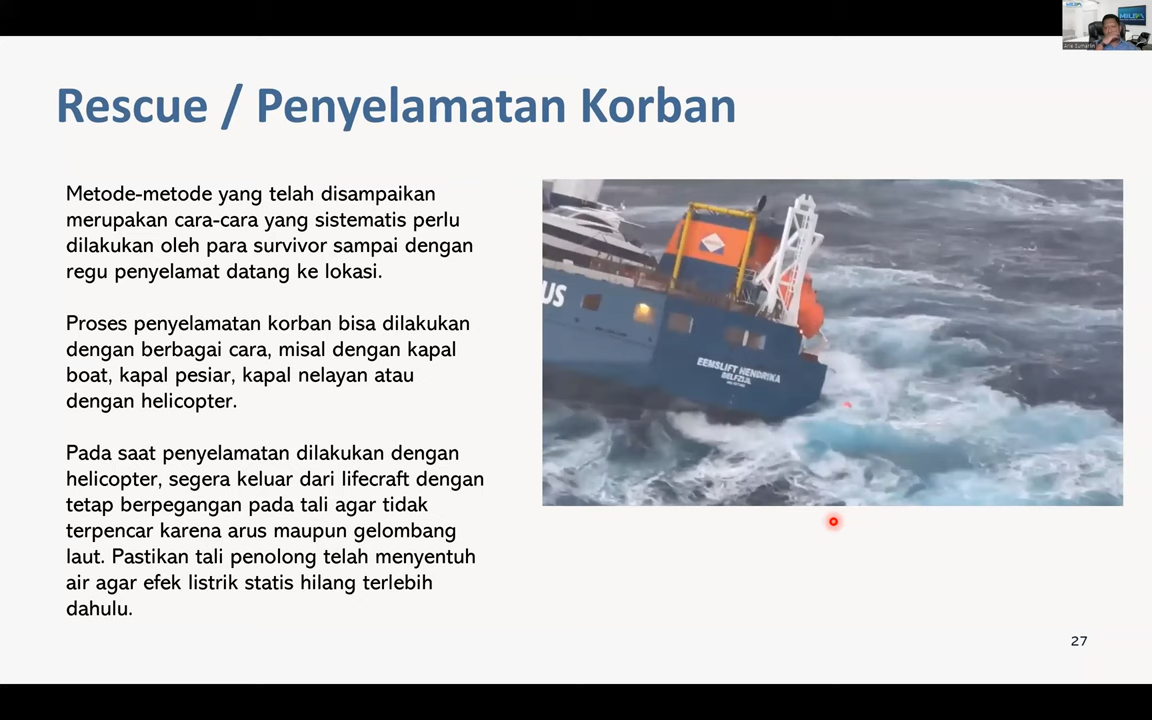 Rescue / Penyelamatan Korban
Metode-metode yang telah disampaikan
merupakan cara-cara yang sistematis perlu
dilakukan oleh para survivor sampai dengan
regu penyelamat datang ke lokasi.
Proses penyelamatan korban bisa dilakukan
dengan berbagai cara, misal dengan kapal
boat, kapal pesiar, kapal nelayan atau
dengan helicopter.
Pada saat penyelamatan dilakukan dengan
helicopter, segera keluar dari lifecraft dengan
tetap berpegangan pada tali agar tidak
terpencar karena arus maupun gelombang
laut. Pastikan tali penolong telah menyentuh
air agar efek listrik statis hilang terlebih
dahulu.
US
EEMSLIFT HENDRIKA
DELFZIJL
27